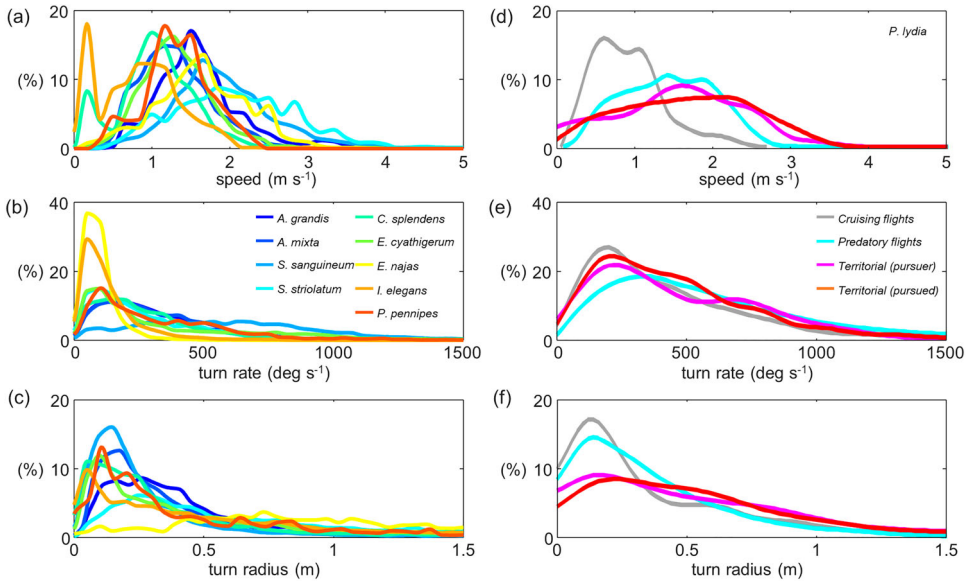 (a)
20
10
0
(%)
0 1 2 3 4 5
speed (m s⁻¹)
(d)
P. lydia
20
10
0
(%)
0 1 2 3 4 5
speed (m s⁻¹)
(b)
40
20
0
(%)
A. grandis
A. mixta
S. sanguineum
S. striolatum
C. splendens
E. cyathigerum
E. najas
I. elegans
P. pennipes
0 500 1000 1500
turn rate (deg s⁻¹)
(e)
40
20
0
(%)
Cruising flights
Predatory flights
Territorial (pursuer)
Territorial (pursued)
0 500 1000 1500
turn rate (deg s⁻¹)
(c)
20
10
0
(%)
0 0.5 1 1.5
turn radius (m)
(f)
20
10
0
(%)
0 0.5 1 1.5
turn radius (m)